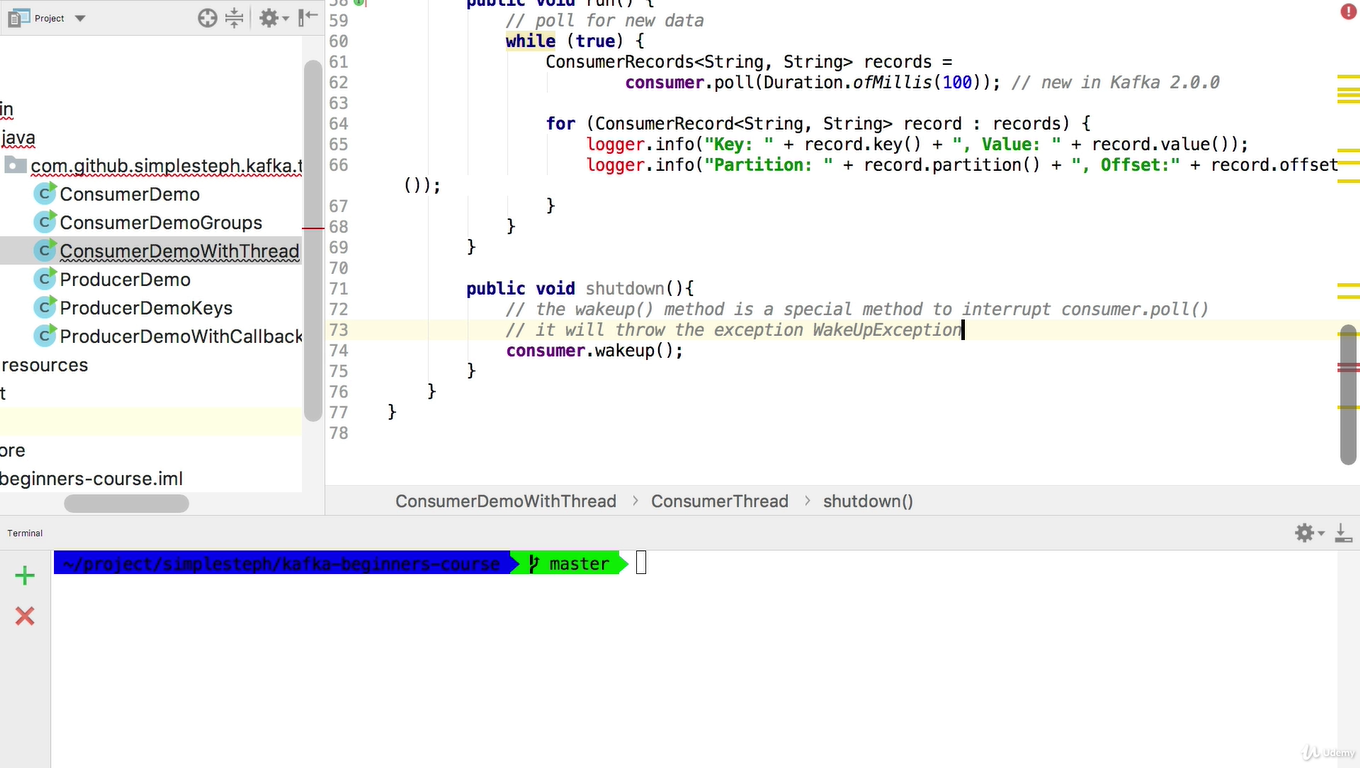 Project
in
java
com.github.simplesteph.kafka.t
ConsumerDemo
ConsumerDemoGroups
ConsumerDemoWithThread
ProducerDemo
ProducerDemoKeys
ProducerDemoWithCallback
resources
t
ore
beginners-course.iml
58 public void run() {
59 // poll for new data
60 while (true) {
61 ConsumerRecords<String, String> records =
62 consumer.poll(Duration.ofMillis(100)); // new in Kafka 2.0.0
63
64 for (ConsumerRecord<String, String> record : records) {
65 logger.info("Key: " + record.key() + ", Value: " + record.value());
66 logger.info("Partition: " + record.partition() + ", Offset:" + record.offset
());
67 }
68 }
69 }
70
71 public void shutdown(){
72 // the wakeup() method is a special method to interrupt consumer.poll()
73 // it will throw the exception WakeUpException
74 consumer.wakeup();
75 }
76 }
77 }
78
ConsumerDemoWithThread > ConsumerThread > shutdown()
Terminal
~/project/simplesteph/kafka-beginners-course master
Udemy